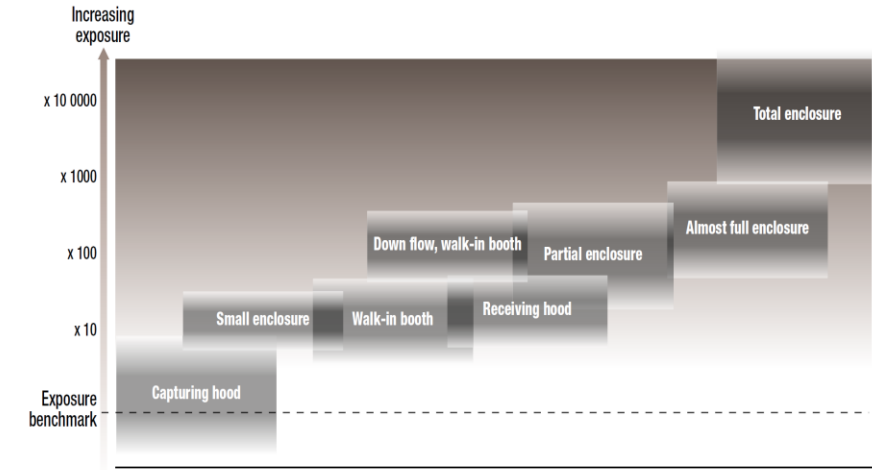 Increasing
exposure
x 10 0000
Total enclosure
x 1000
Almost full enclosure
Down flow, walk-in booth
Partial enclosure
x 100
Receiving hood
Small enclosure
Walk-in booth
x 10
Capturing hood
Exposure
benchmark